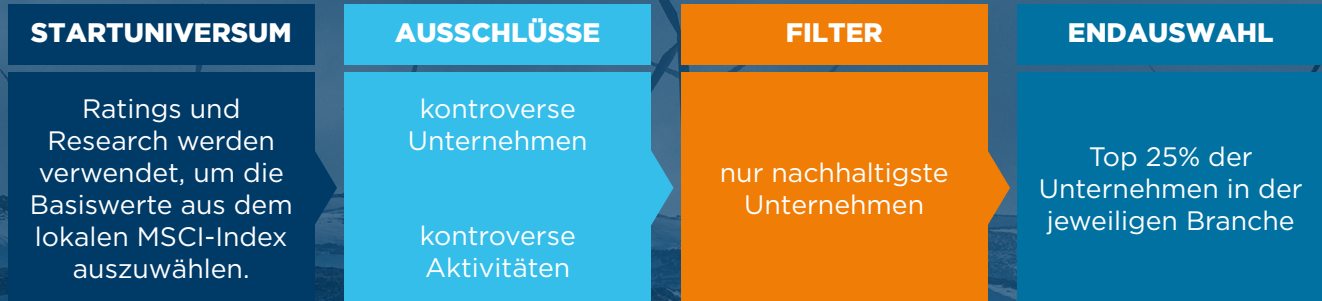 STARTUNIVERSUM
Ratings und
Research werden
verwendet, um die
Basiswerte aus dem
lokalen MSCI-Index
auszuwählen.
AUSSCHLÜSSE
kontroverse
Unternehmen
kontroverse
Aktivitäten
FILTER
nur nachhaltigste
Unternehmen
ENDAUSWAHL
Top 25% der
Unternehmen in der
jeweiligen Branche